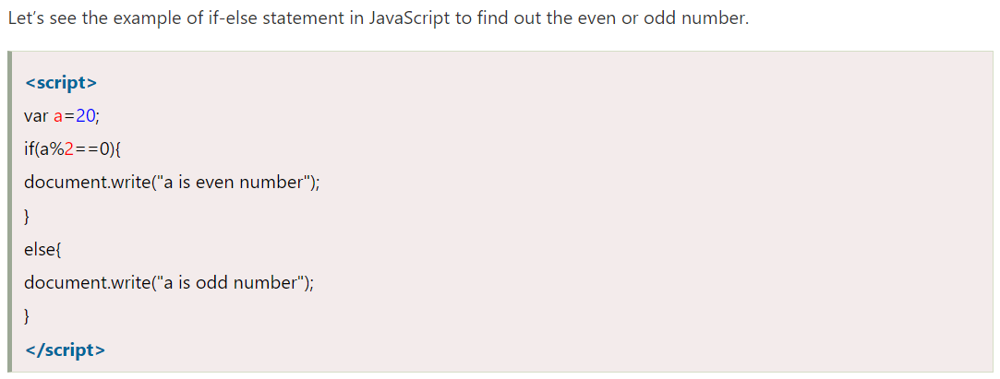 Let’s see the example of if-else statement in JavaScript to find out the even or odd number.
<script>
var a=20;
if(a%2==0){
document.write("a is even number");
}
else{
document.write("a is odd number");
}
</script>